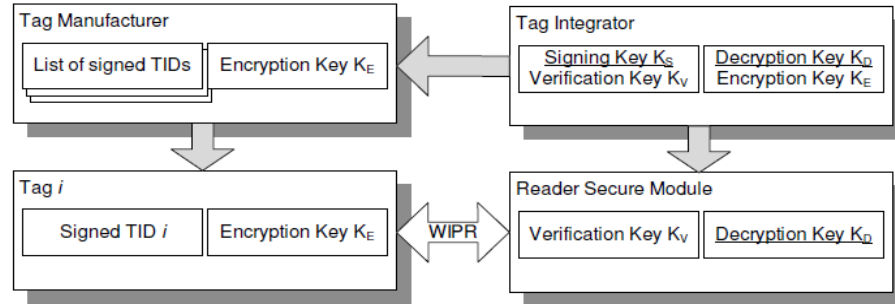 Tag Manufacturer
List of signed TIDs
Encryption Key K_E
Tag Integrator
Signing Key K_S
Verification Key K_V
Decryption Key K_D
Encryption Key K_E
Tag i
Signed TID i
Encryption Key K_E
WIPR
Reader Secure Module
Verification Key K_V
Decryption Key K_D